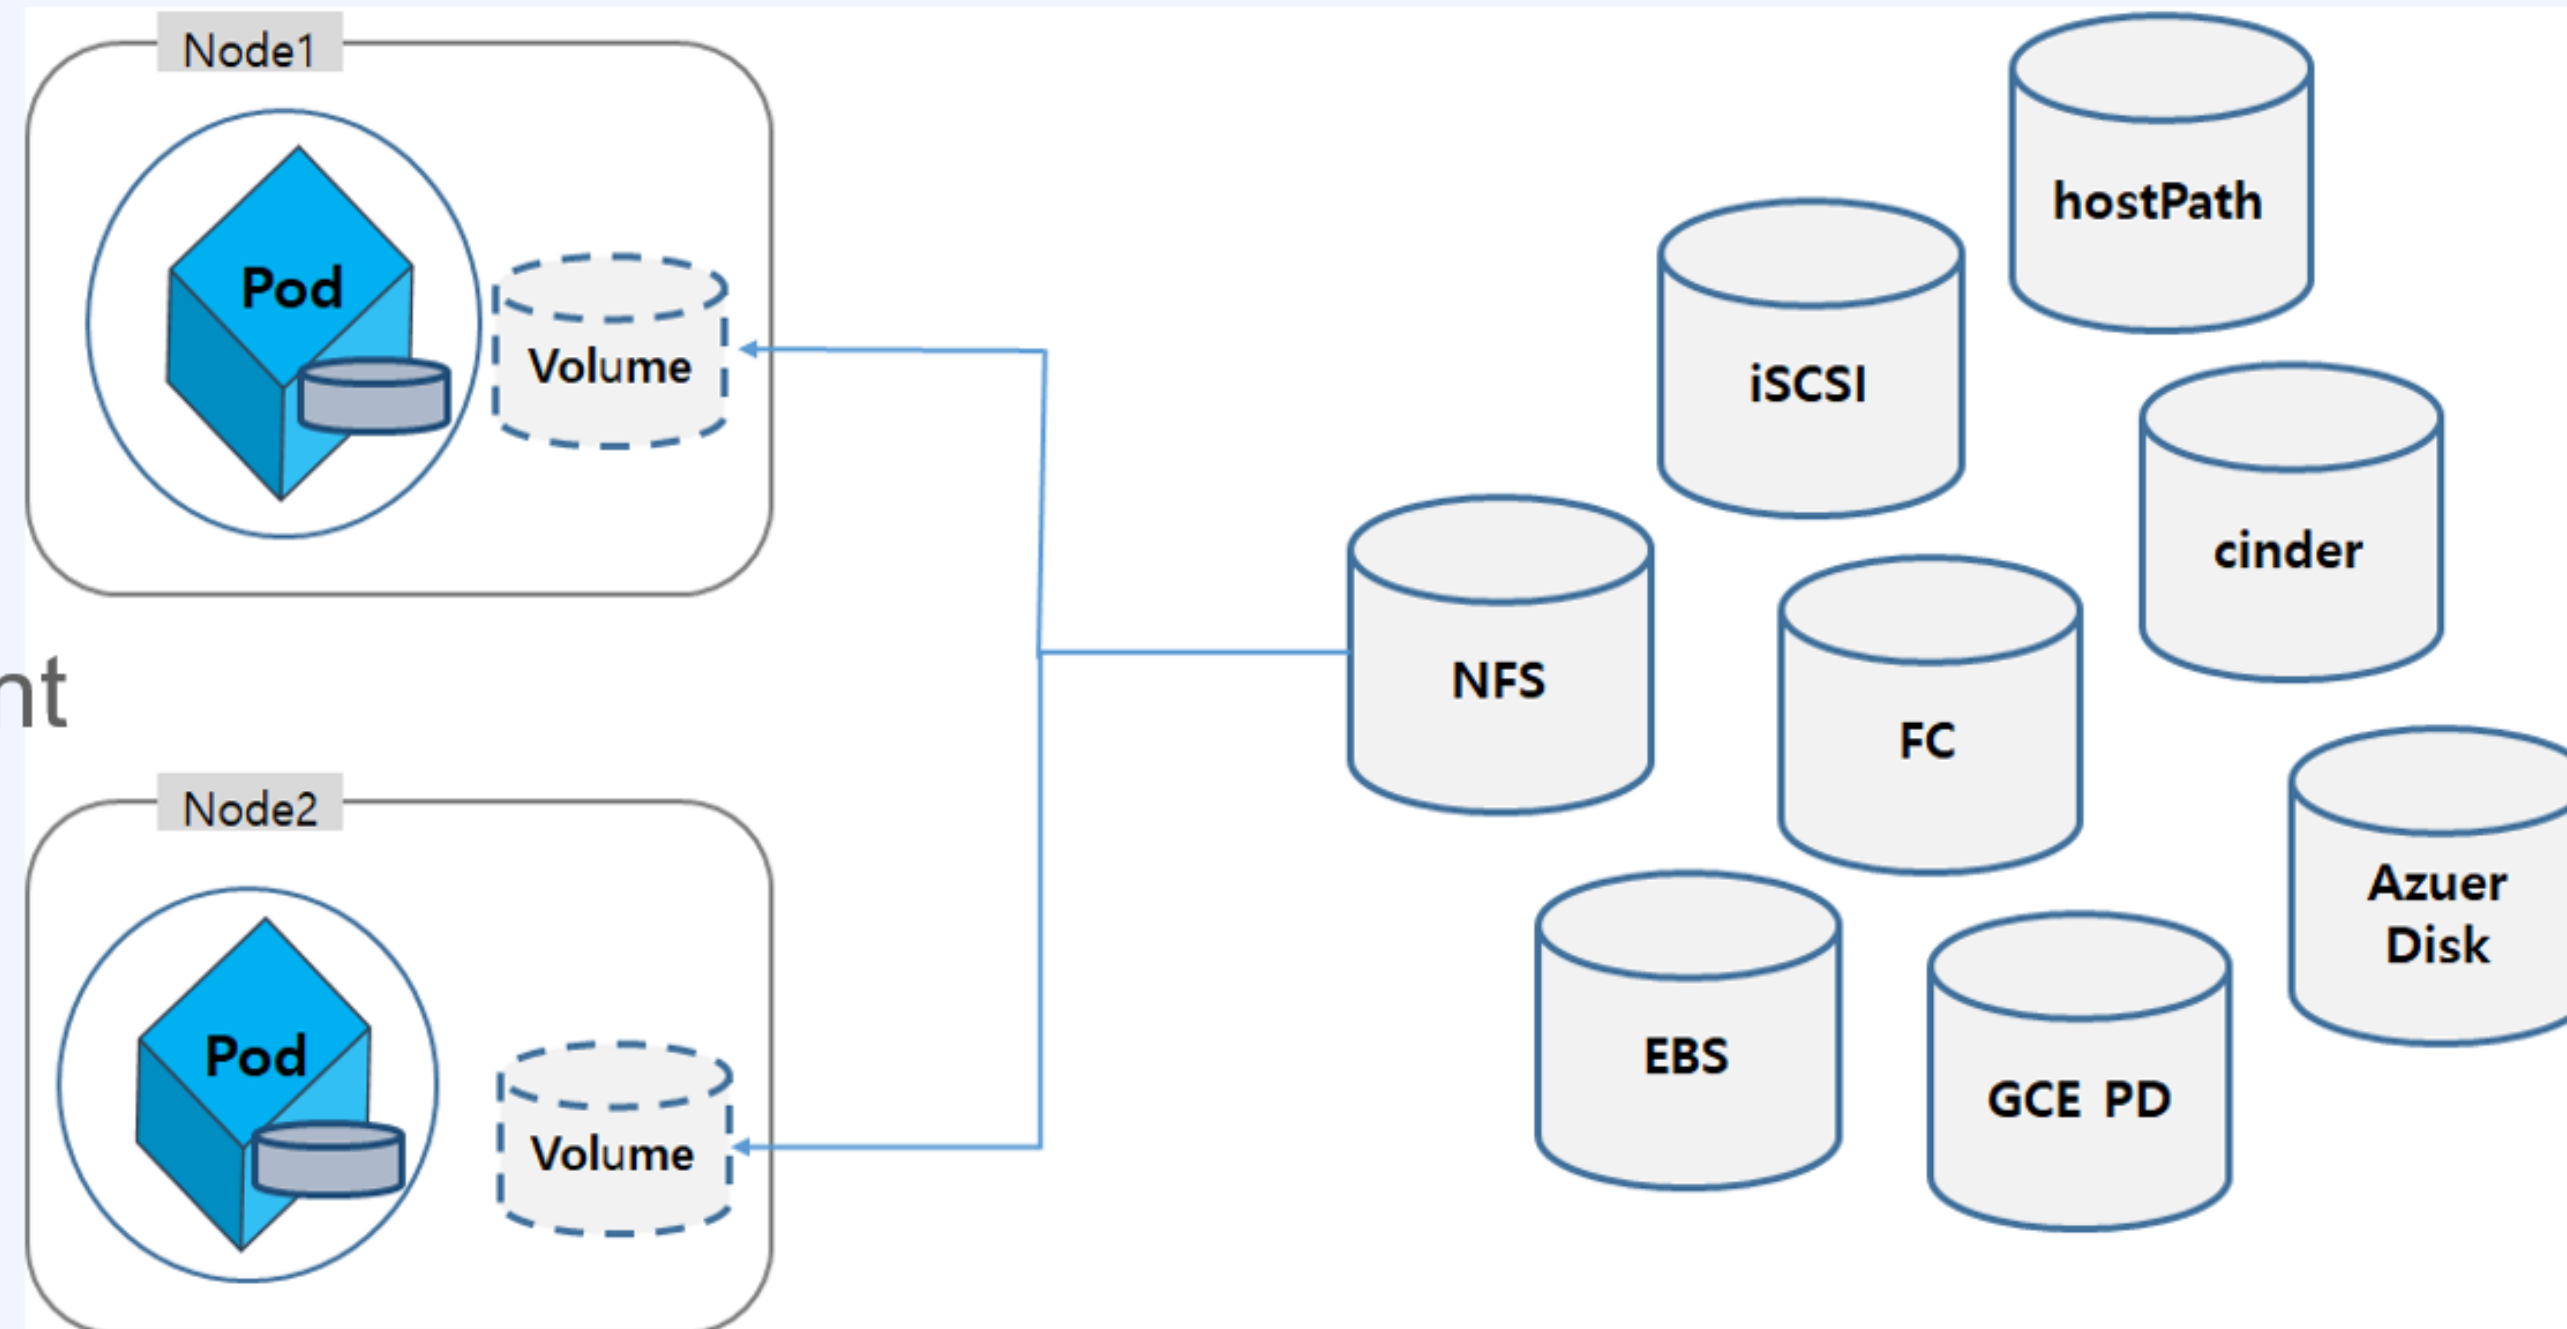 Node1
Pod
Volume
nt
Node2
Pod
Volume
hostPath
iSCSI
cinder
NFS
FC
Azuer
Disk
EBS
GCE PD